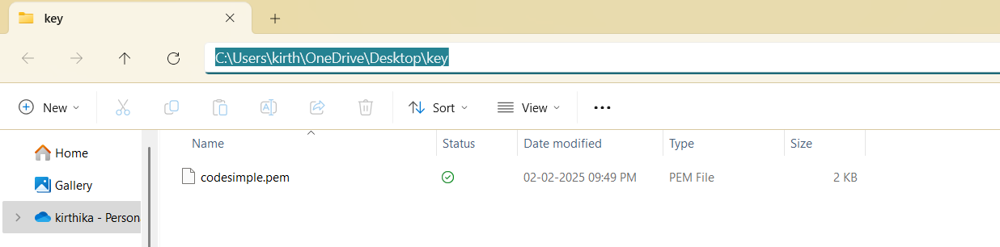 key
C:\Users\kirth\OneDrive\Desktop\key
New Sort View
Name Status Date modified Type Size
Home
codesimple.pem 02-02-2025 09:49 PM PEM File 2 KB
Gallery
kirthika - Person